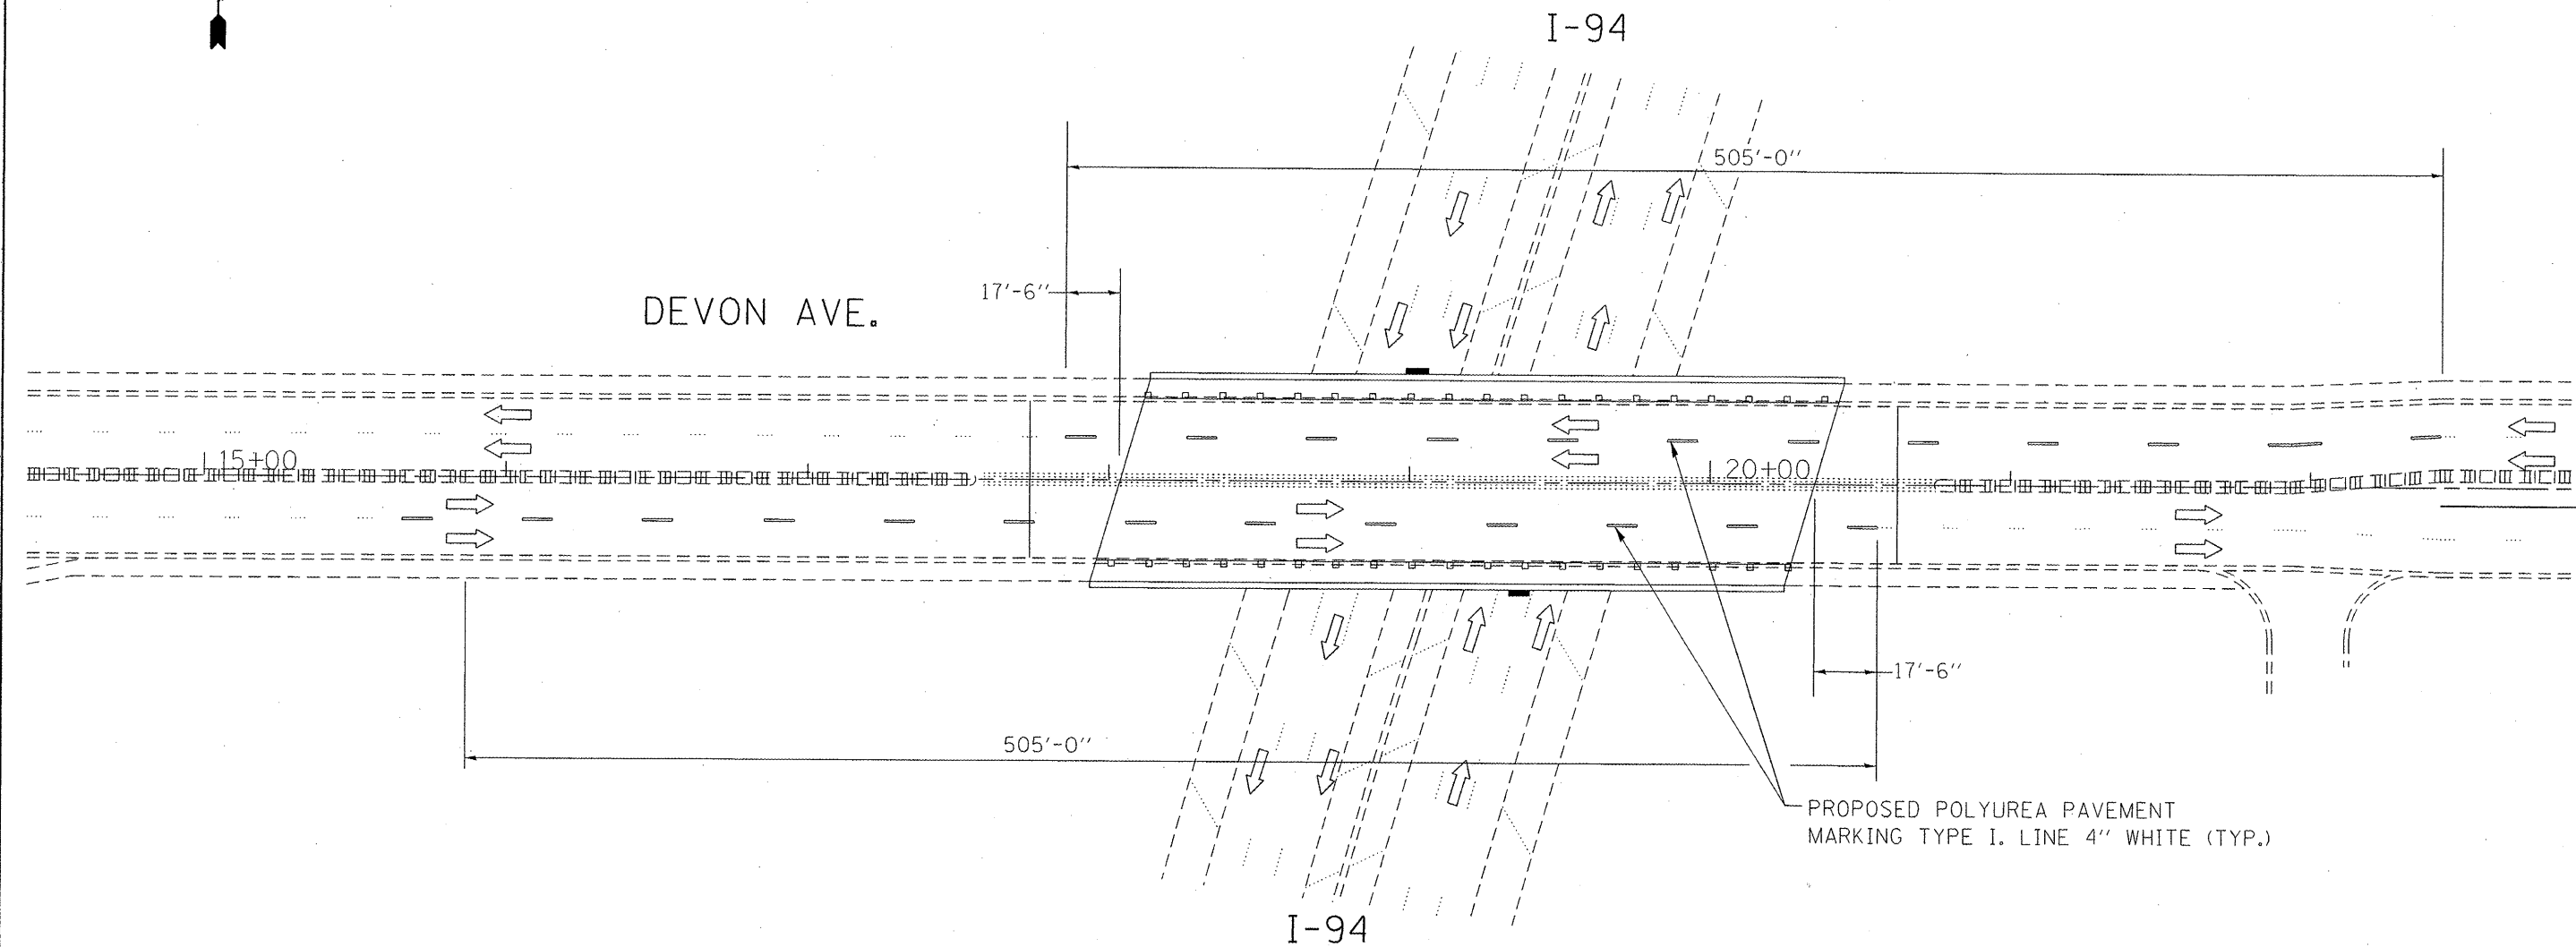 I-94
505'-0"
17'-6"
DEVON AVE.
15+00
20+00
17'-6"
505'-0"
PROPOSED POLYUREA PAVEMENT
MARKING TYPE I. LINE 4" WHITE (TYP.)
I-94